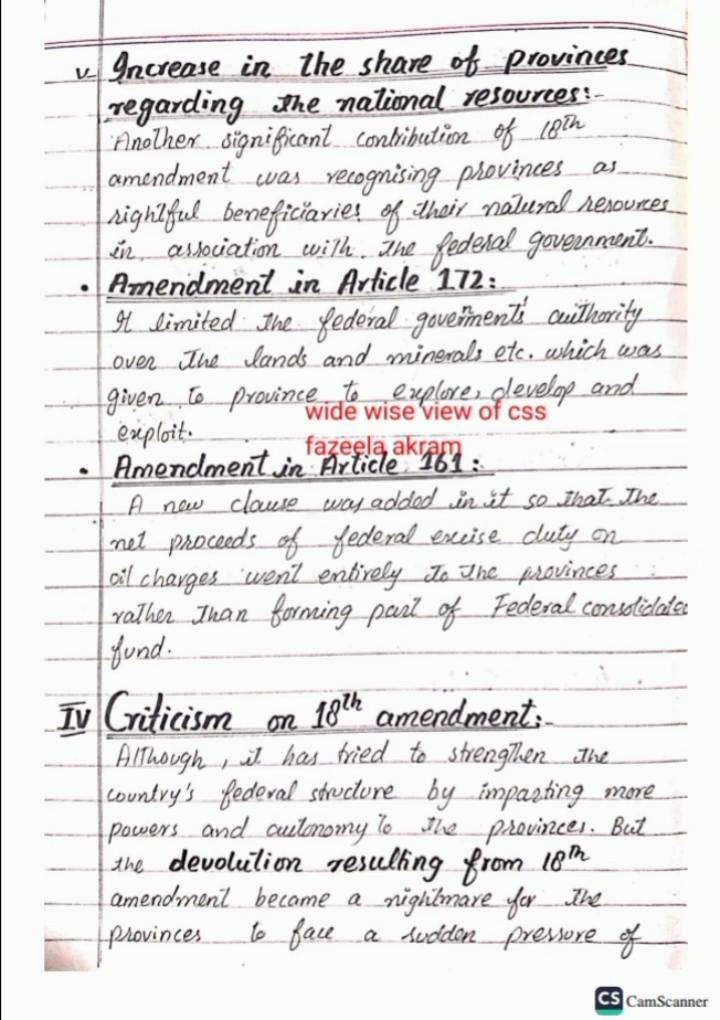 v- Increase in the share of provinces
regarding the national resources:-
Another significant contribution of 18th
amendment was recognising provinces as
rightful beneficiaries of their natural resources
in association with the federal government.
• Amendment in Article 172:
It limited the federal government's authority
over the lands and minerals etc. which was
given to province to explore, develop and
wide wise view of css
exploit.
fazeela akram
• Amendment in Article 161:
A new clause was added in it so that the
net proceeds of federal excise duty on
oil charges went entirely to the provinces
rather than forming part of Federal consolidated
fund.
IV Criticism on 18th amendment:-
Although, it has tried to strengthen the
country's federal structure by imparting more
powers and autonomy to the provinces. But
the devolution resulting from 18th
amendment became a nightmare for the
provinces to face a sudden pressure of
CS CamScanner